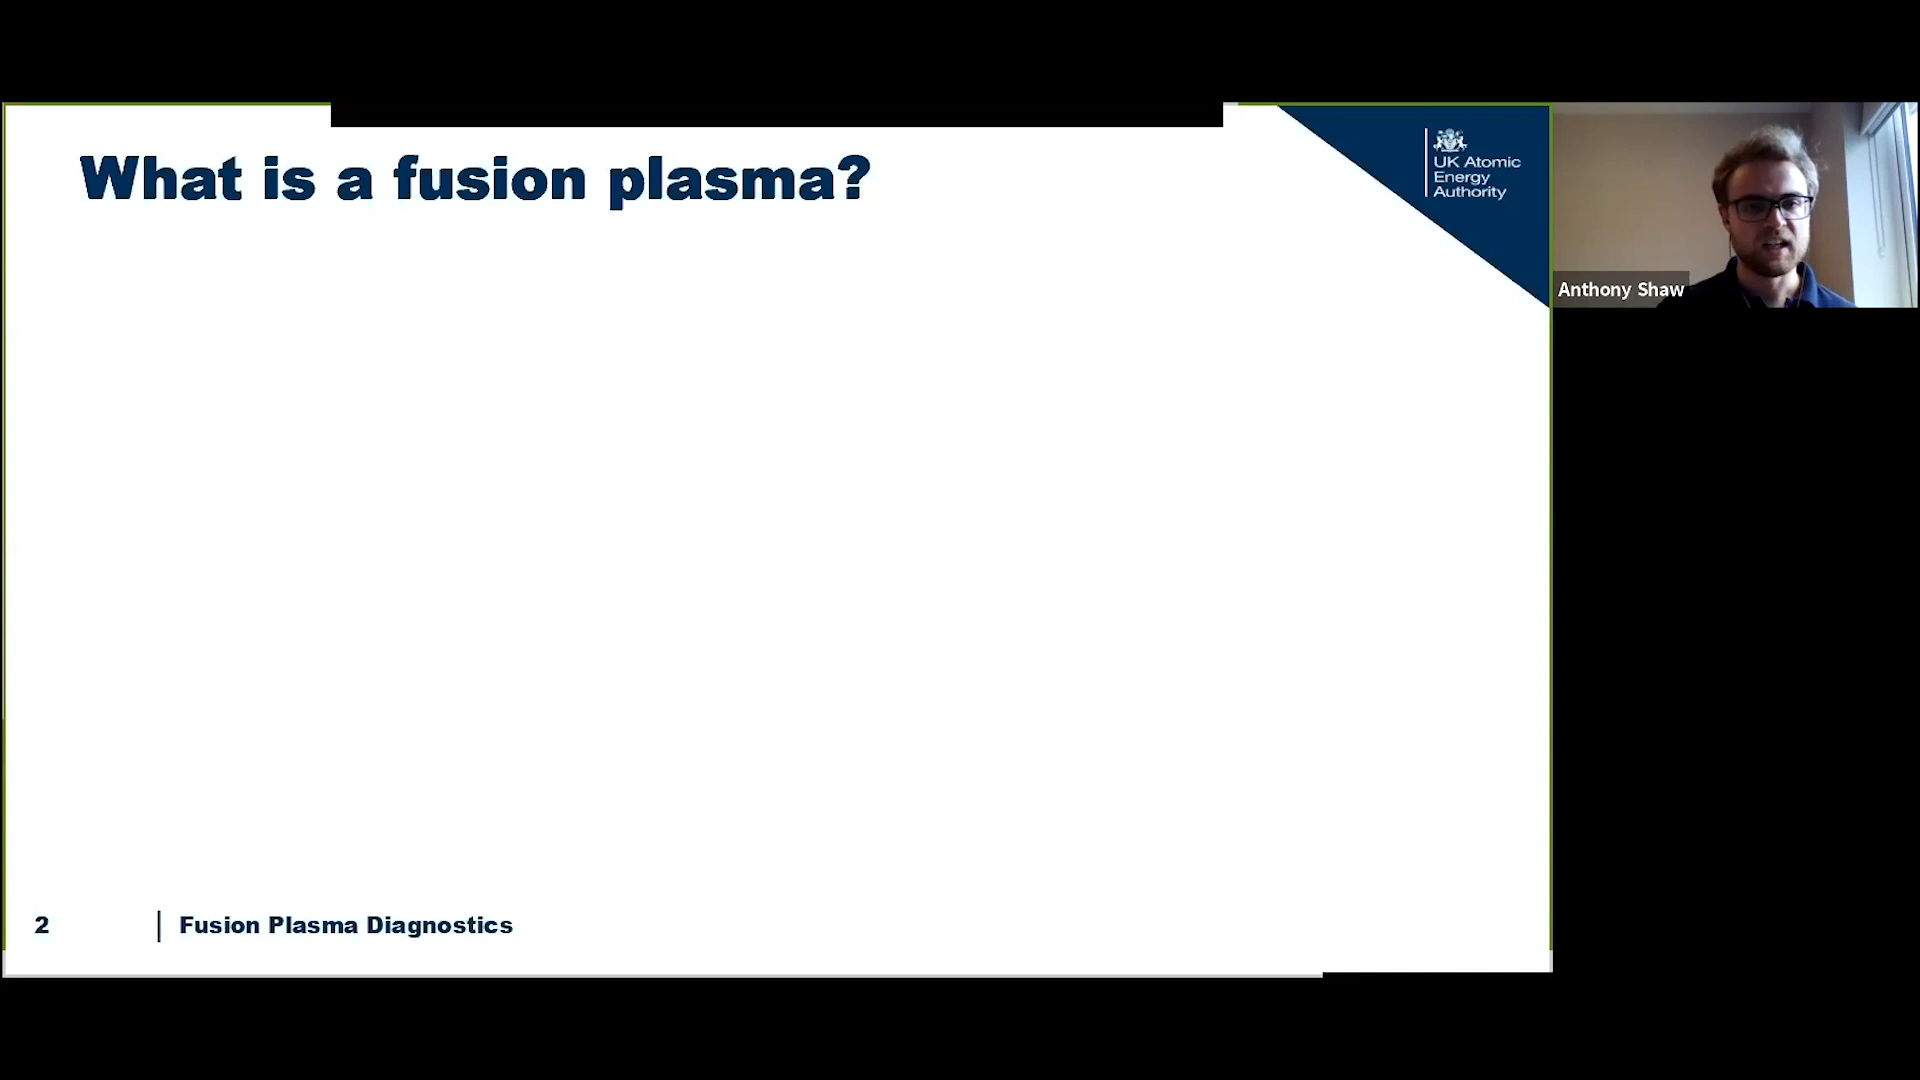 What is a fusion plasma?
UK Atomic
Energy
Authority
Anthony Shaw
2
Fusion Plasma Diagnostics